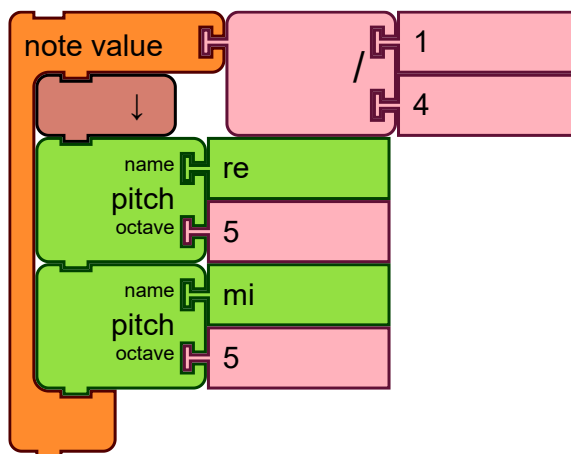 note value / 1
4
↓
name re
pitch
octave 5
name mi
pitch
octave 5